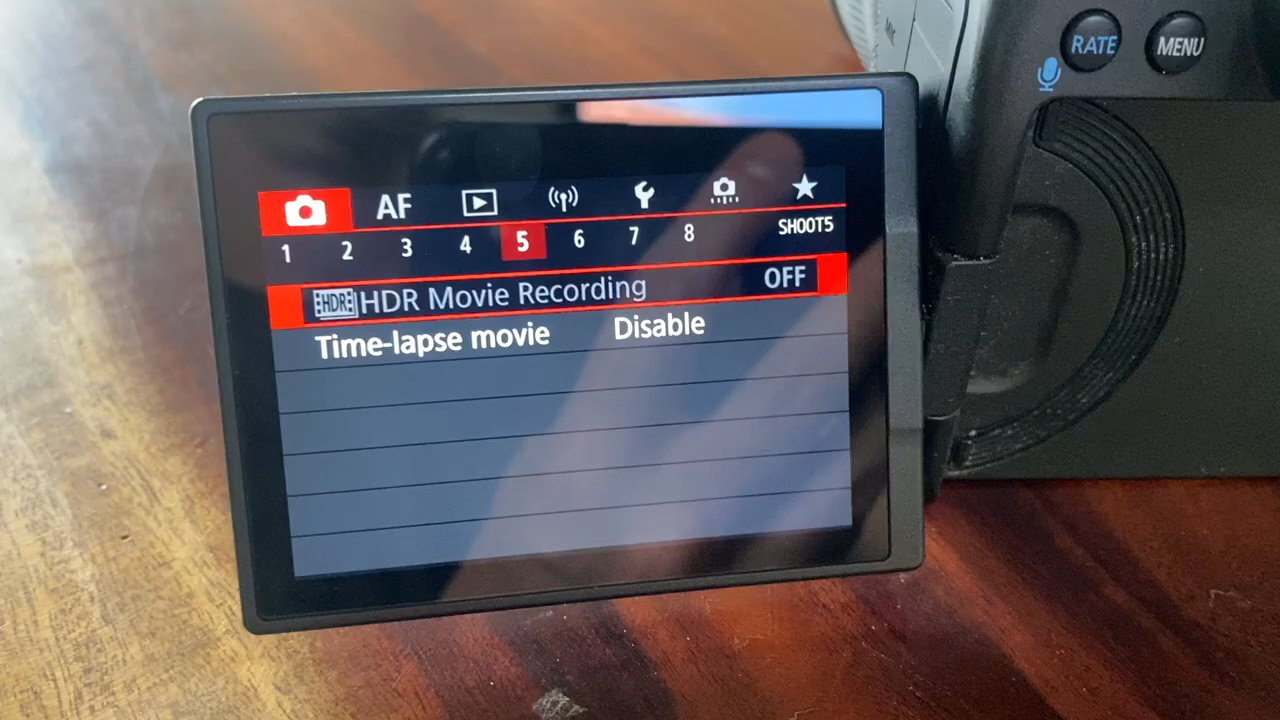 RATE MENU
AF
1 2 3 4 5 6 7 8 SHOOT5
HDR HDR Movie Recording OFF
Time-lapse movie Disable